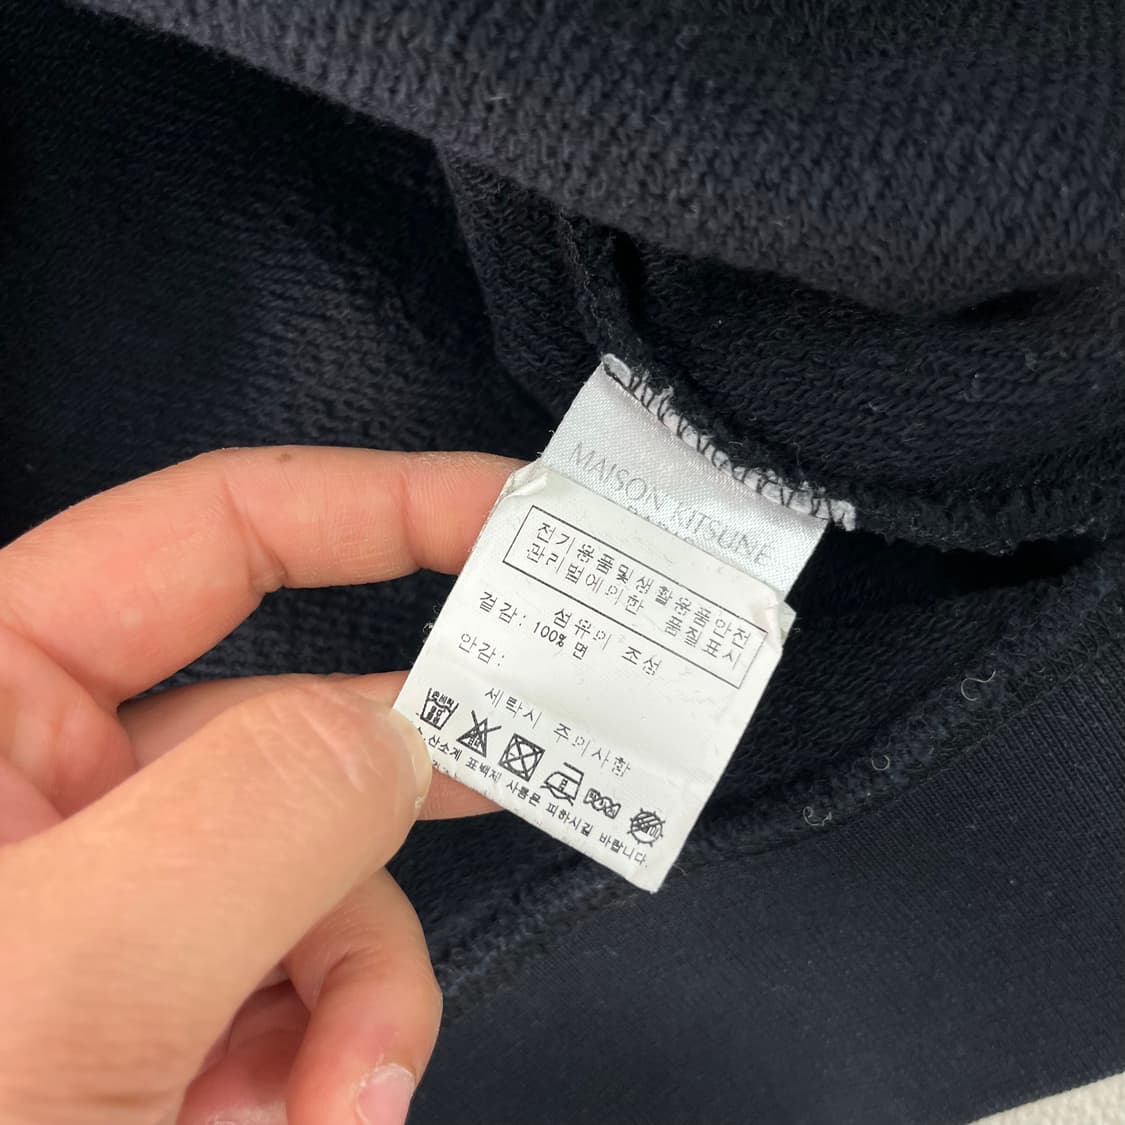 MAISON KITSUNE
PARIS
전기용품및생활용품안전
관리법에의한 품질표시
섬유의 조성
겉감: 100% 면
안감:
세탁시 주의사항
.산소계 표백제 사용은 피하시길 바랍니다.